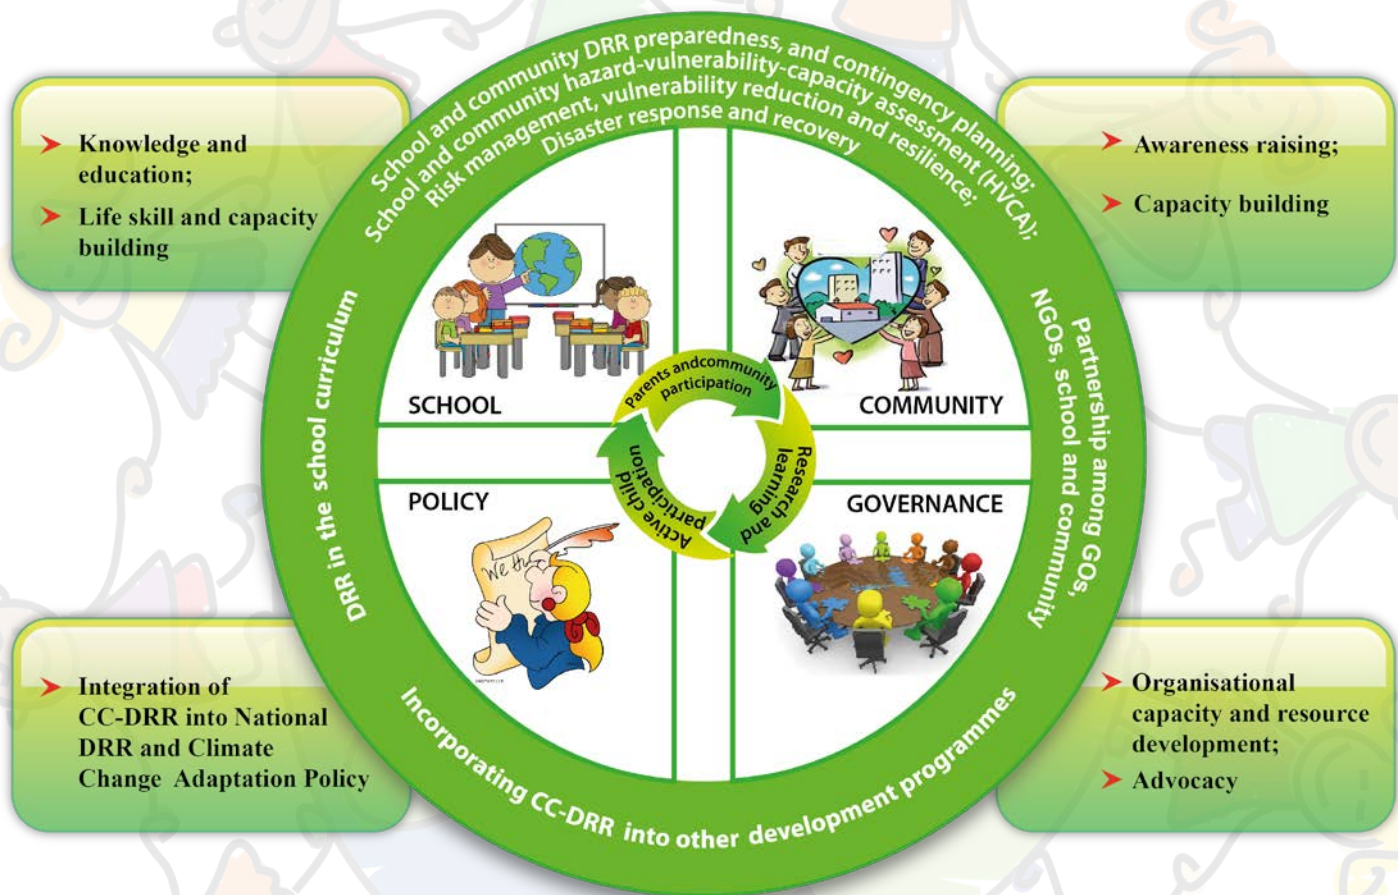 School and community DRR preparedness, and contingency planning;
School and community hazard-vulnerability-capacity assessment (HVCA);
Risk management, vulnerability reduction and resilience;
Disaster response and recovery
➤ Knowledge and
education;
➤ Life skill and capacity
building
➤ Awareness raising;
➤ Capacity building
DRR in the school curriculum
Partnership among GOs,
NGOs, school and community
SCHOOL
COMMUNITY
Parents andcommunity
participation
Research and
learning
Active child
participation
POLICY
We the
GOVERNANCE
➤ Integration of
CC-DRR into National
DRR and Climate
Change Adaptation Policy
➤ Organisational
capacity and resource
development;
➤ Advocacy
Incorporating CC-DRR into other development programmes